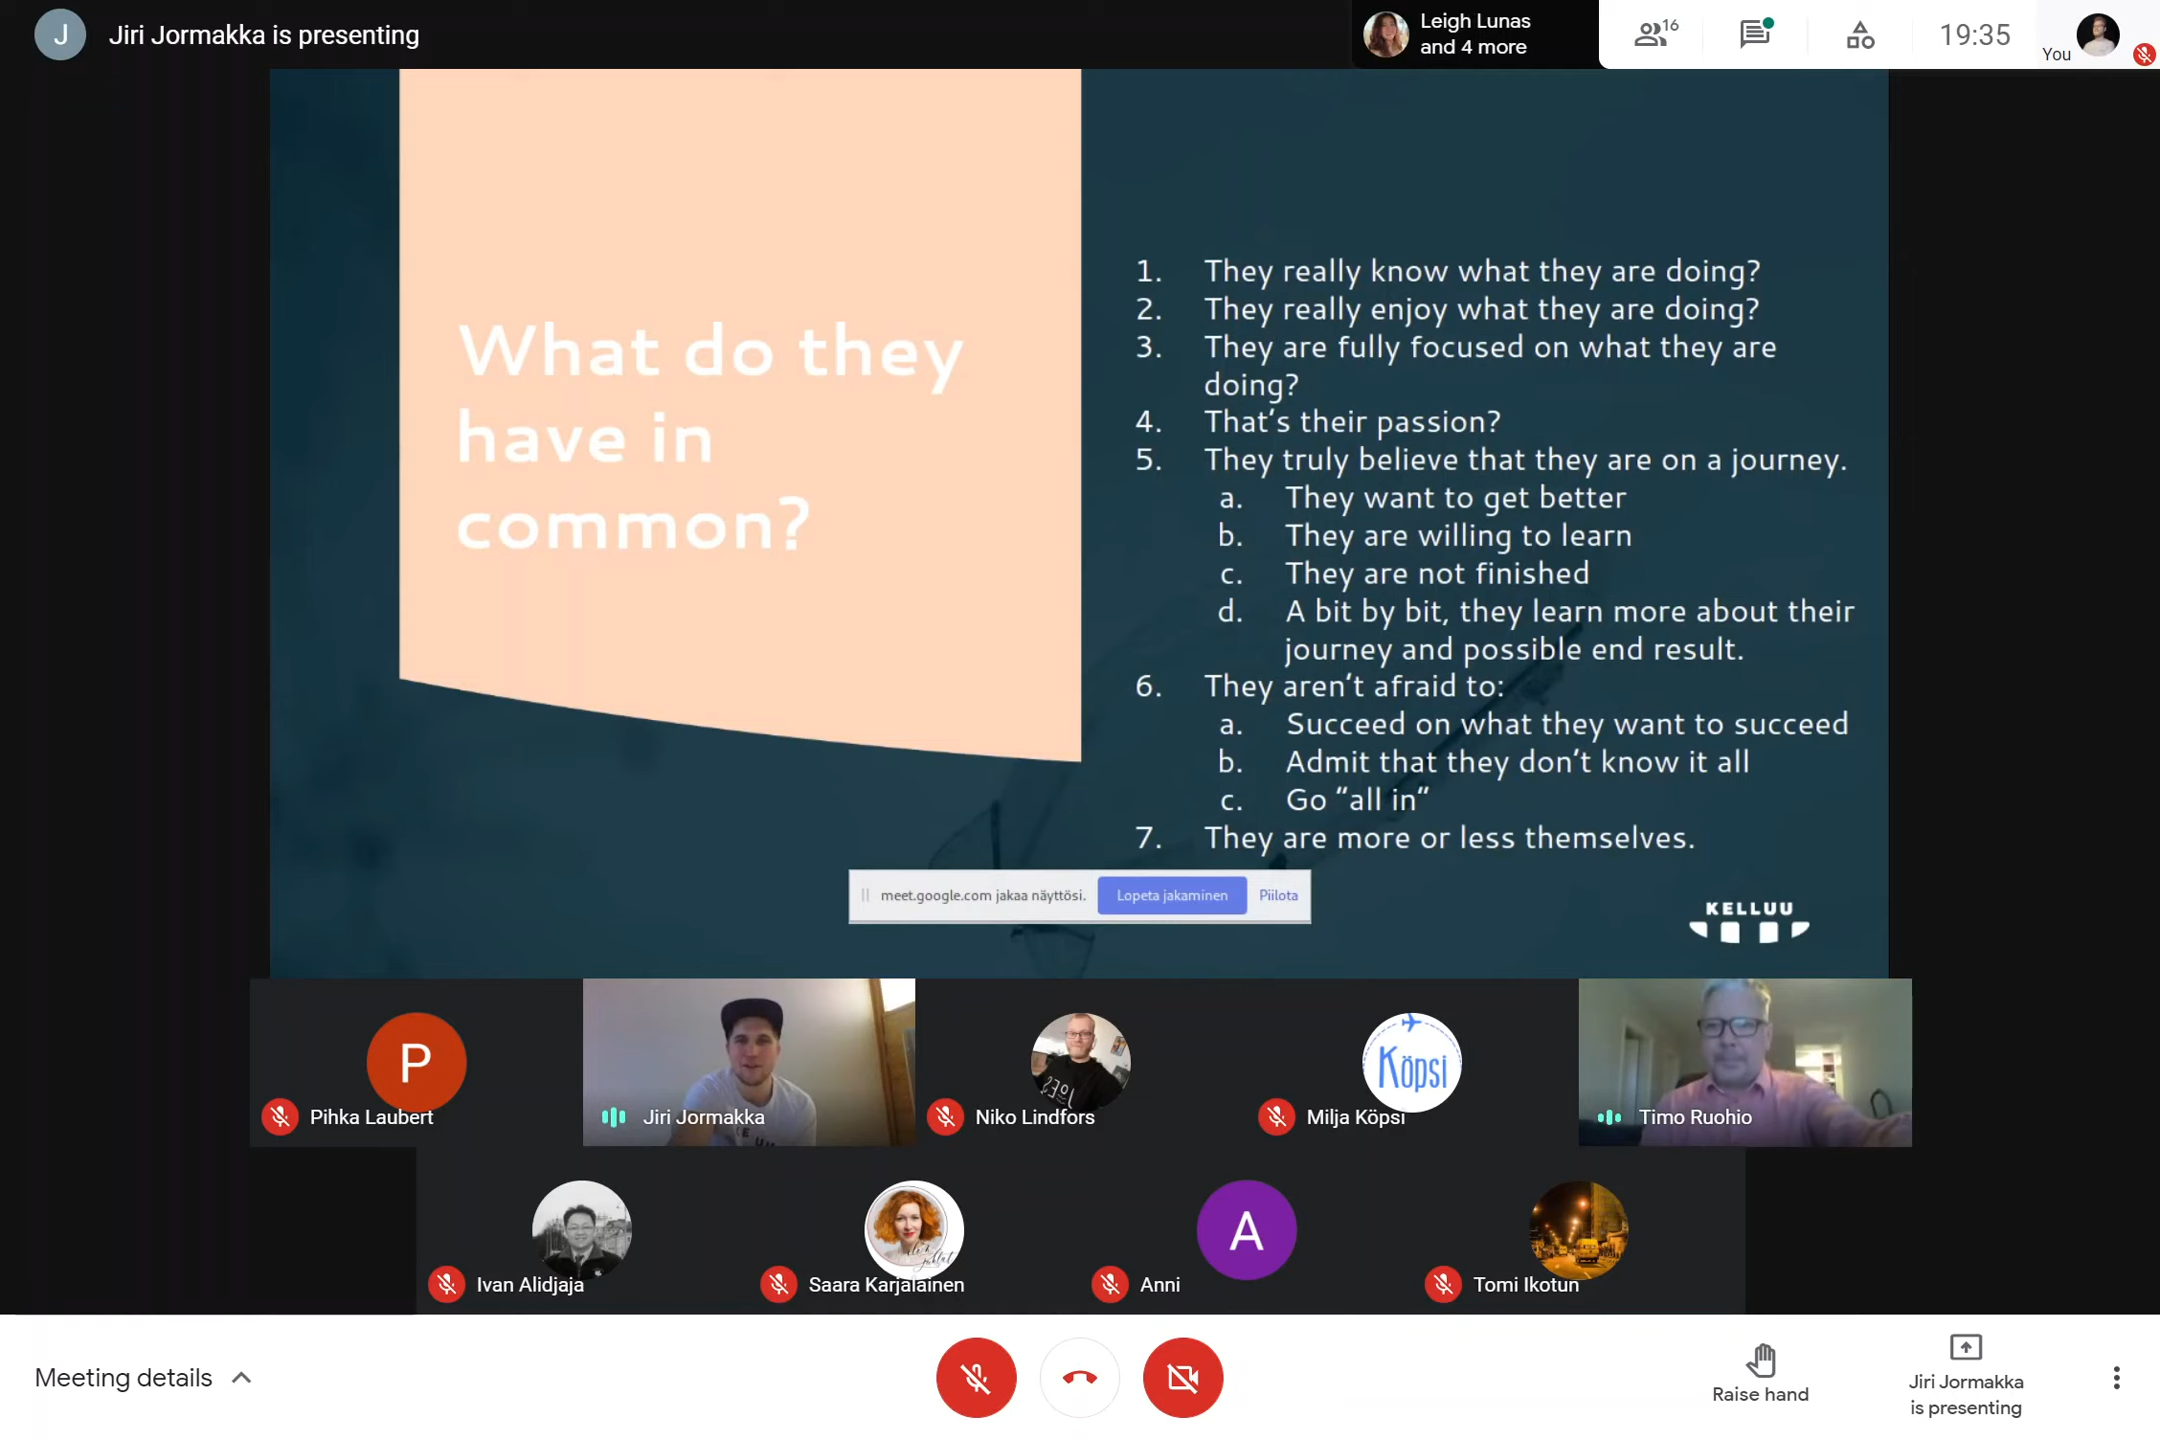 J
Jiri Jormakka is presenting
Leigh Lunas
and 4 more
16
19:35
You
What do they
have in
common?
1. They really know what they are doing?
2. They really enjoy what they are doing?
3. They are fully focused on what they are
doing?
4. That's their passion?
5. They truly believe that they are on a journey.
a. They want to get better
b. They are willing to learn
c. They are not finished
d. A bit by bit, they learn more about their
journey and possible end result.
6. They aren't afraid to:
a. Succeed on what they want to succeed
b. Admit that they don't know it all
c. Go "all in"
7. They are more or less themselves.
meet.google.com jakaa näyttösi.
Lopeta jakaminen
Piilota
KELLUU
P
Pihka Laubert
Jiri Jormakka
Niko Lindfors
Köpsi
Milja Köpsi
Timo Ruohio
Ivan Alidjaja
Saara Karjalainen
A
Anni
Tomi Ikotun
Meeting details
Raise hand
Jiri Jormakka
is presenting